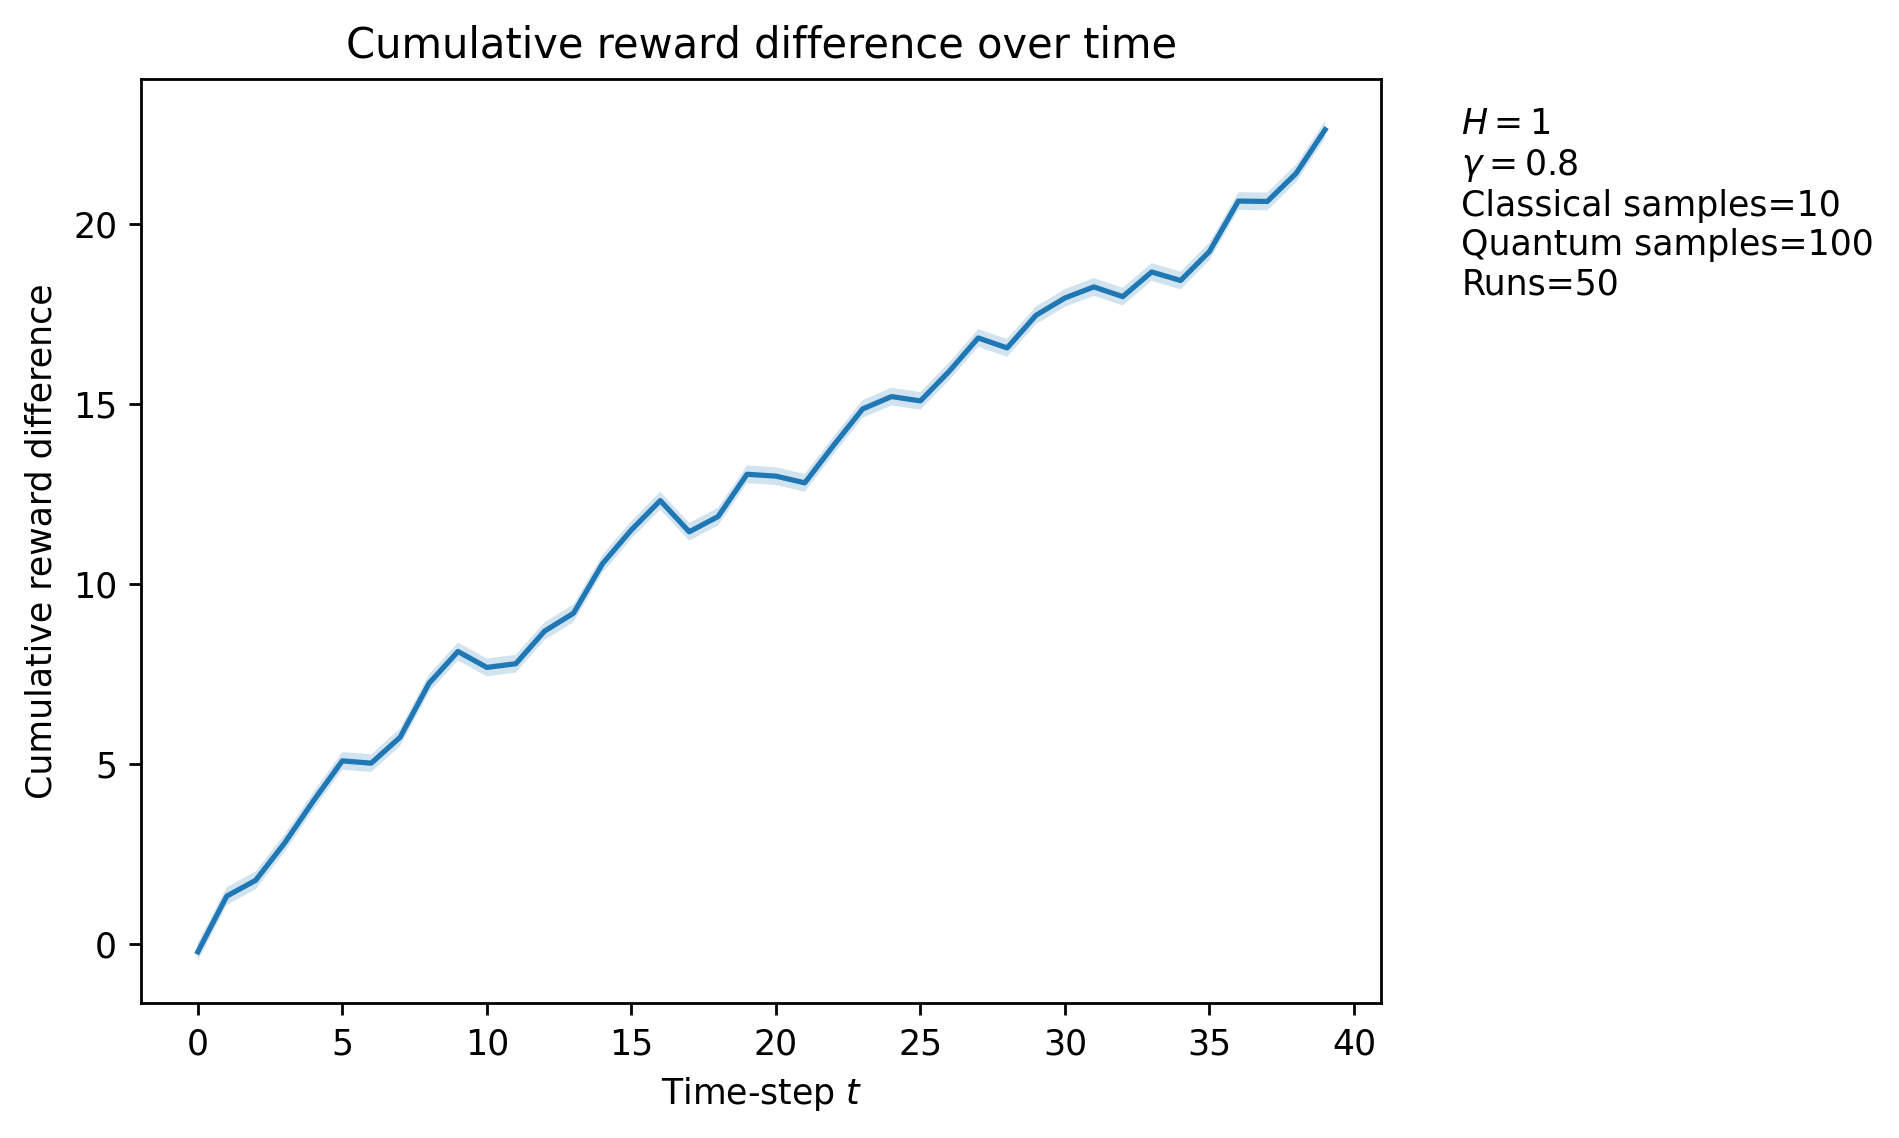 Cumulative reward difference over time
H = 1
γ = 0.8
Classical samples=10
Quantum samples=100
Runs=50
Cumulative reward difference
20
15
10
5
0
0 5 10 15 20 25 30 35 40
Time-step t